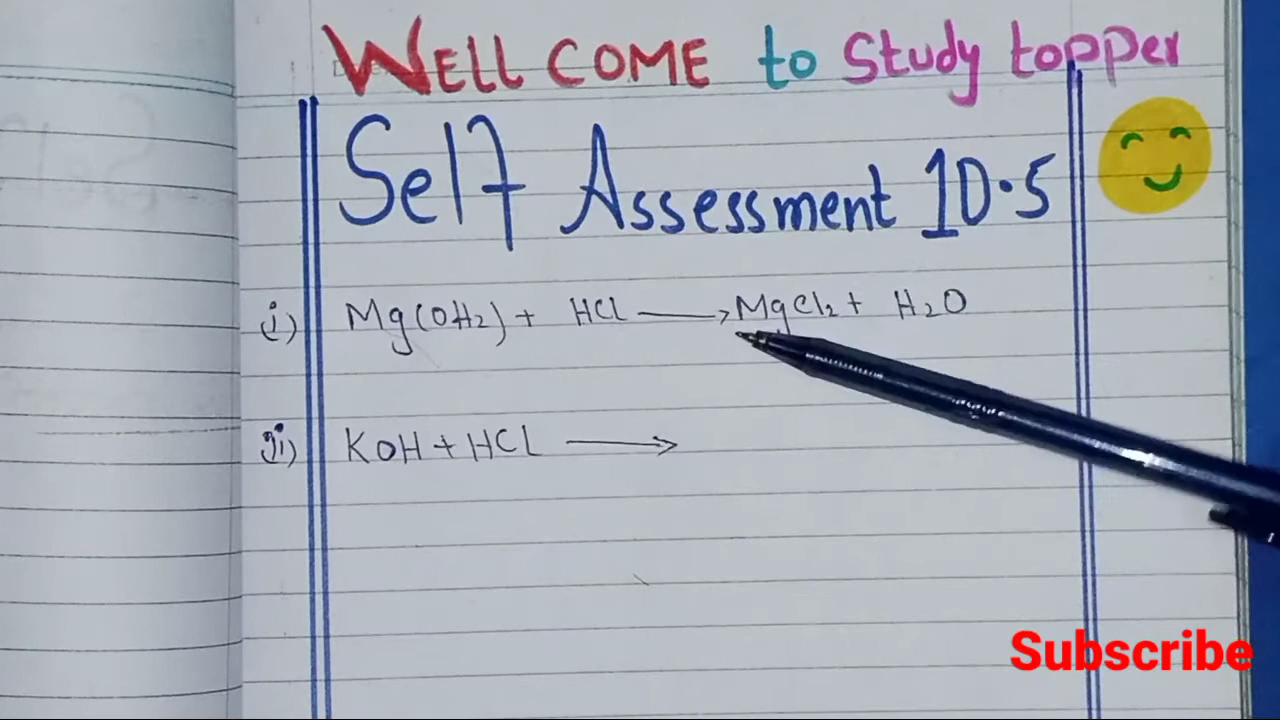 WELL COME to Study topper
Self Assessment 10.5
(i) Mg(OH₂) + HCl ⟶ MgCl₂ + H₂O
(ii) KOH + HCl ⟶
Subscribe